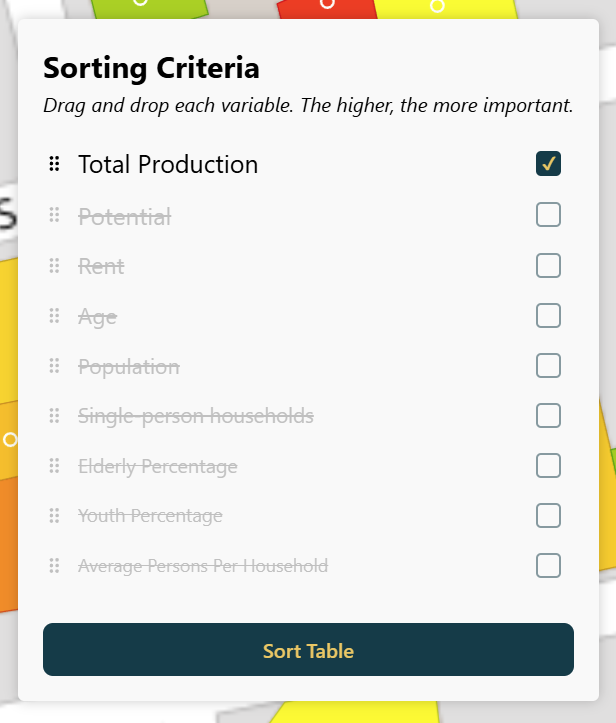 Sorting Criteria
Drag and drop each variable. The higher, the more important.
Total Production
Potential
Rent
Age
Population
Single-person households
Elderly Percentage
Youth Percentage
Average Persons Per Household
Sort Table